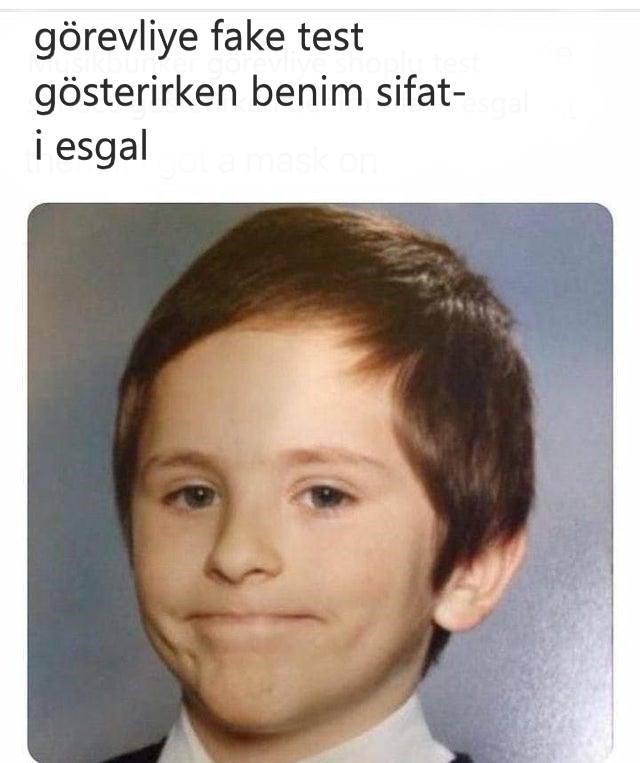 görevliye fake test
gösterirken benim sifat-
i esgal